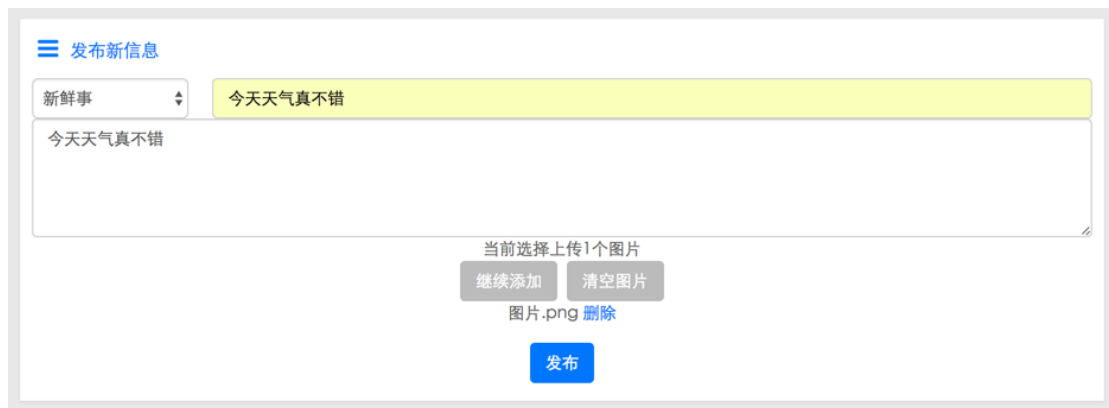 发布新信息
新鲜事 今天天气真不错
今天天气真不错
当前选择上传1个图片
继续添加 清空图片
图片.png 删除
发布